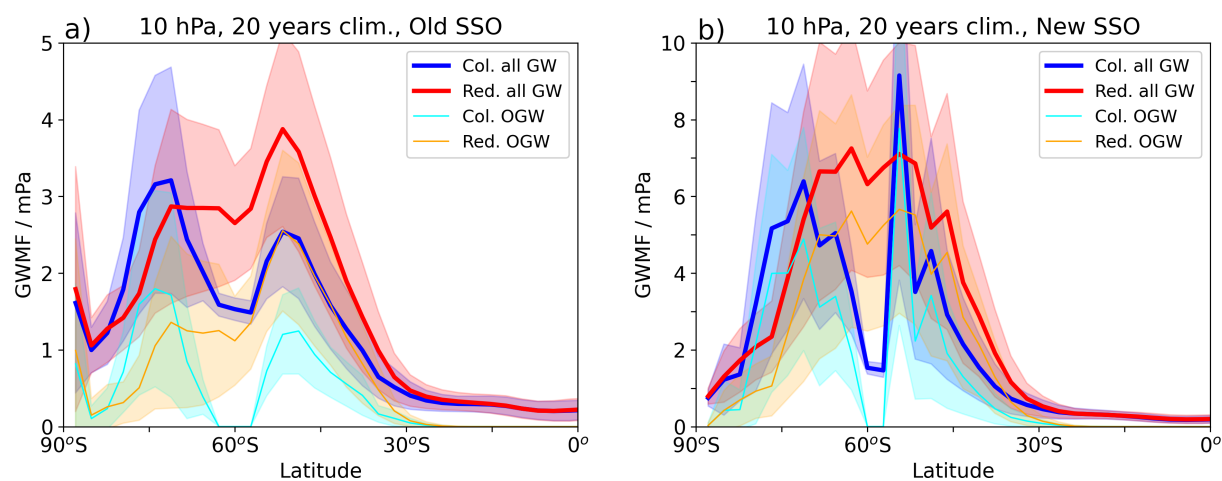 a) 10 hPa, 20 years clim., Old SSO
5
4
3
2
1
0
GWMF / mPa
Col. all GW
Red. all GW
Col. OGW
Red. OGW
90°S 60°S 30°S 0°
Latitude
b) 10 hPa, 20 years clim., New SSO
10
8
6
4
2
0
GWMF / mPa
Col. all GW
Red. all GW
Col. OGW
Red. OGW
90°S 60°S 30°S 0°
Latitude